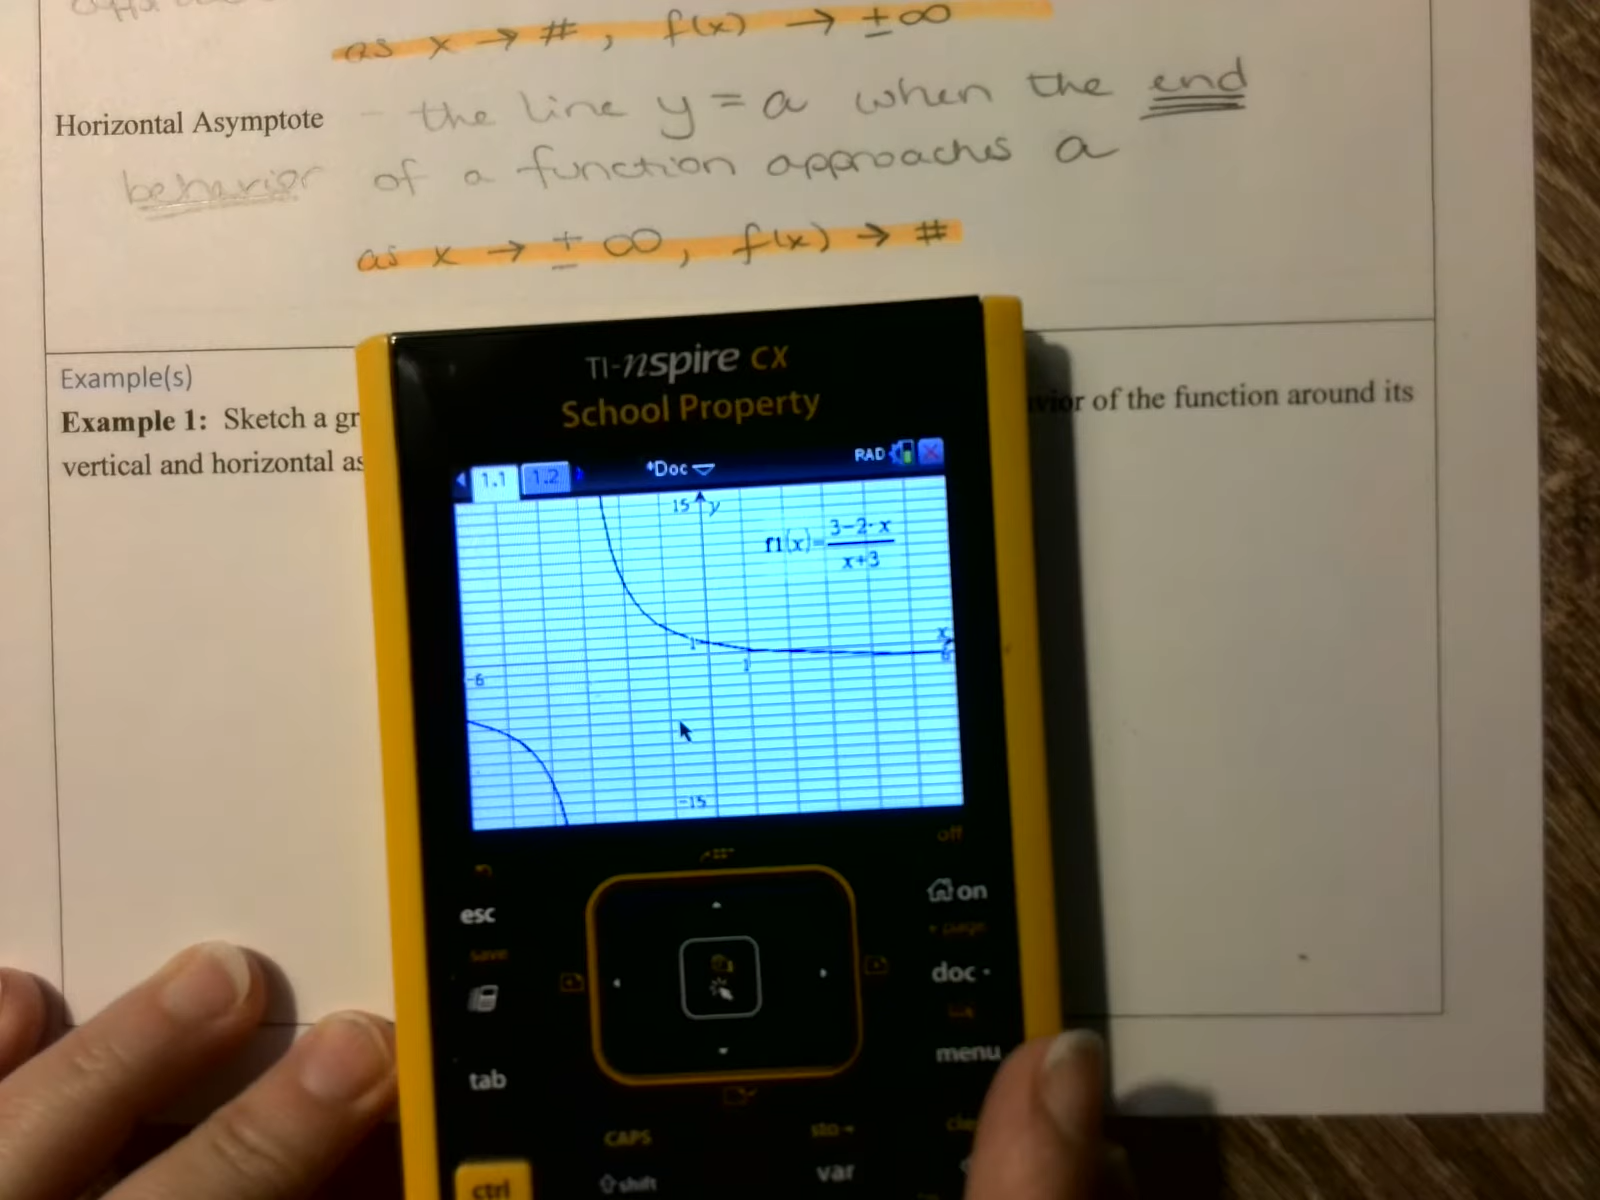 as x → #, f(x) → ±∞
Horizontal Asymptote - the line y = a when the end
behavior of a function approaches a
as x → ± ∞, f(x) → #
Example(s)
Example 1: Sketch a gr
of the function around its
vertical and horizontal as
TI-nspire CX
School Property
1.1 1.2 *Doc RAD
15 y
f1(x)=(3-2·x)/(x+3)
1
x
-6 1
-15
off
esc
on
save
+ page
doc
menu
tab
CAPS sto→
ctrl shift var